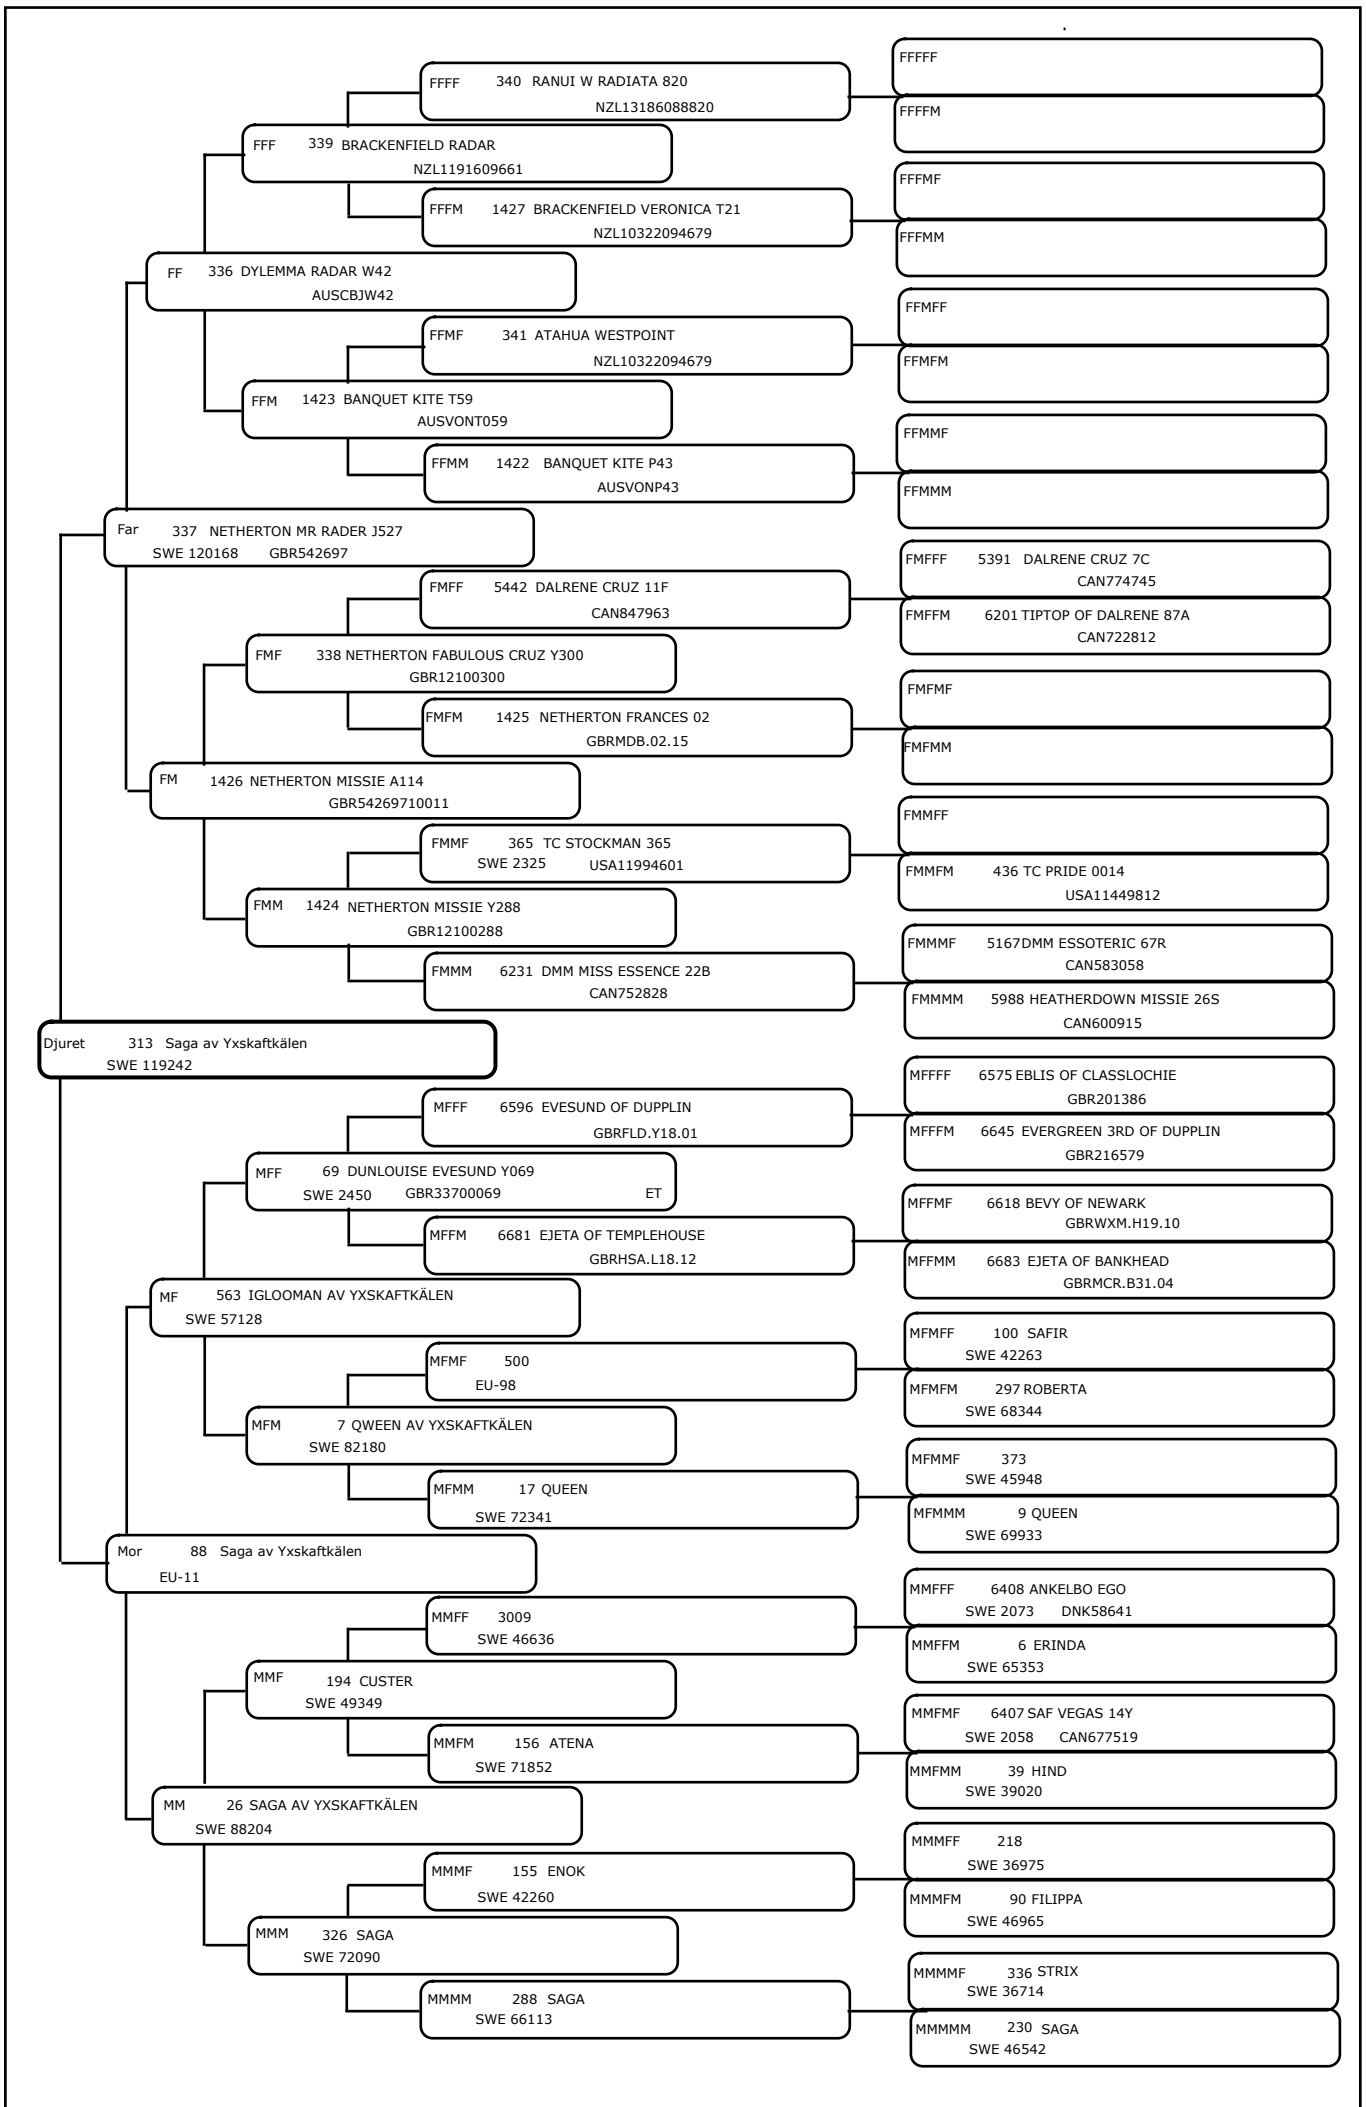 FFFFF
FFFF 340 RANUI W RADIATA 820
NZL13186088820
FFFFM
FFF 339 BRACKENFIELD RADAR
NZL1191609661
FFFMF
FFFM 1427 BRACKENFIELD VERONICA T21
NZL10322094679
FFFMM
FF 336 DYLEMMA RADAR W42
AUSCBJW42
FFMFF
FFMF 341 ATAHUA WESTPOINT
NZL10322094679
FFMFM
FFM 1423 BANQUET KITE T59
AUSVONT059
FFMMF
FFMM 1422 BANQUET KITE P43
AUSVONP43
FFMMM
Far 337 NETHERTON MR RADER J527
SWE 120168 GBR542697
FMFFF 5391 DALRENE CRUZ 7C
CAN774745
FMFF 5442 DALRENE CRUZ 11F
CAN847963
FMFFM 6201 TIPTOP OF DALRENE 87A
CAN722812
FMF 338 NETHERTON FABULOUS CRUZ Y300
GBR12100300
FMFMF
FMFM 1425 NETHERTON FRANCES 02
GBRMDB.02.15
FMFMM
FM 1426 NETHERTON MISSIE A114
GBR54269710011
FMMFF
FMMF 365 TC STOCKMAN 365
SWE 2325 USA11994601
FMMFM 436 TC PRIDE 0014
USA11449812
FMM 1424 NETHERTON MISSIE Y288
GBR12100288
FMMMF 5167DMM ESSOTERIC 67R
CAN583058
FMMM 6231 DMM MISS ESSENCE 22B
CAN752828
FMMMM 5988 HEATHERDOWN MISSIE 26S
CAN600915
Djuret 313 Saga av Yxskaftkälen
SWE 119242
MFFFF 6575 EBLIS OF CLASSLOCHIE
GBR201386
MFFF 6596 EVESUND OF DUPPLIN
GBRFLD.Y18.01
MFFFM 6645 EVERGREEN 3RD OF DUPPLIN
GBR216579
MFF 69 DUNLOUISE EVESUND Y069
SWE 2450 GBR33700069 ET
MFFMF 6618 BEVY OF NEWARK
GBRWXM.H19.10
MFFM 6681 EJETA OF TEMPLEHOUSE
GBRHSA.L18.12
MFFMM 6683 EJETA OF BANKHEAD
GBRMCR.B31.04
MF 563 IGLOOMAN AV YXSKAFTKÄLEN
SWE 57128
MFMFF 100 SAFIR
SWE 42263
MFMF 500
EU-98
MFMFM 297 ROBERTA
SWE 68344
MFM 7 QWEEN AV YXSKAFTKÄLEN
SWE 82180
MFMMF 373
SWE 45948
MFMM 17 QUEEN
SWE 72341
MFMMM 9 QUEEN
SWE 69933
Mor 88 Saga av Yxskaftkälen
EU-11
MMFFF 6408 ANKELBO EGO
SWE 2073 DNK58641
MMFF 3009
SWE 46636
MMFFM 6 ERINDA
SWE 65353
MMF 194 CUSTER
SWE 49349
MMFMF 6407 SAF VEGAS 14Y
SWE 2058 CAN677519
MMFM 156 ATENA
SWE 71852
MMFMM 39 HIND
SWE 39020
MM 26 SAGA AV YXSKAFTKÄLEN
SWE 88204
MMMFF 218
SWE 36975
MMMF 155 ENOK
SWE 42260
MMMFM 90 FILIPPA
SWE 46965
MMM 326 SAGA
SWE 72090
MMMMF 336 STRIX
SWE 36714
MMMM 288 SAGA
SWE 66113
MMMMM 230 SAGA
SWE 46542